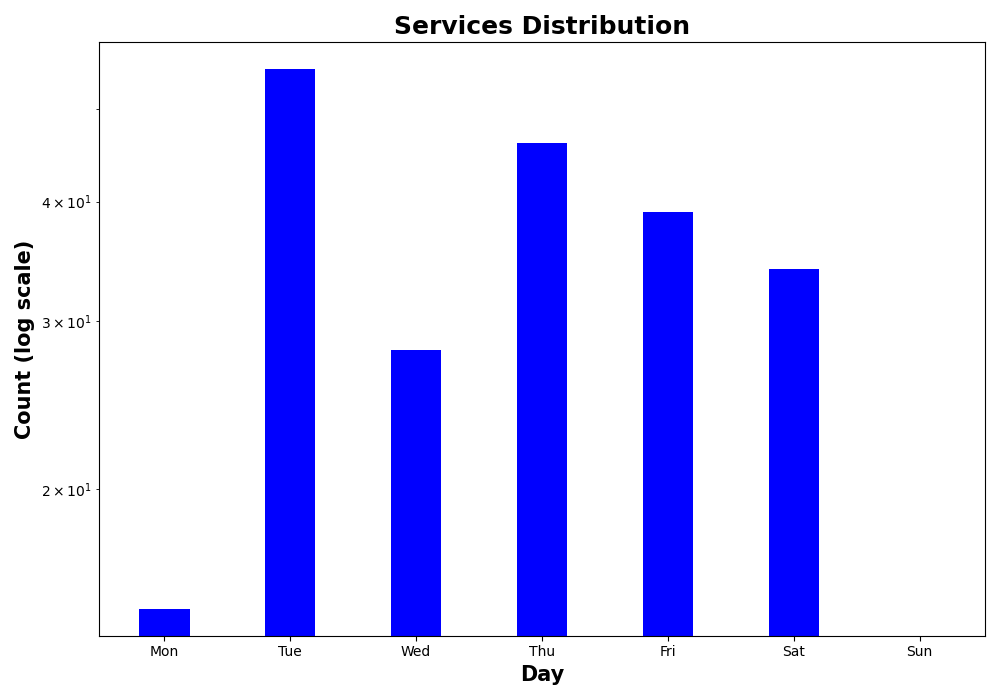 Services Distribution
Count (log scale)
4 × 10¹
3 × 10¹
2 × 10¹
Mon Tue Wed Thu Fri Sat Sun
Day